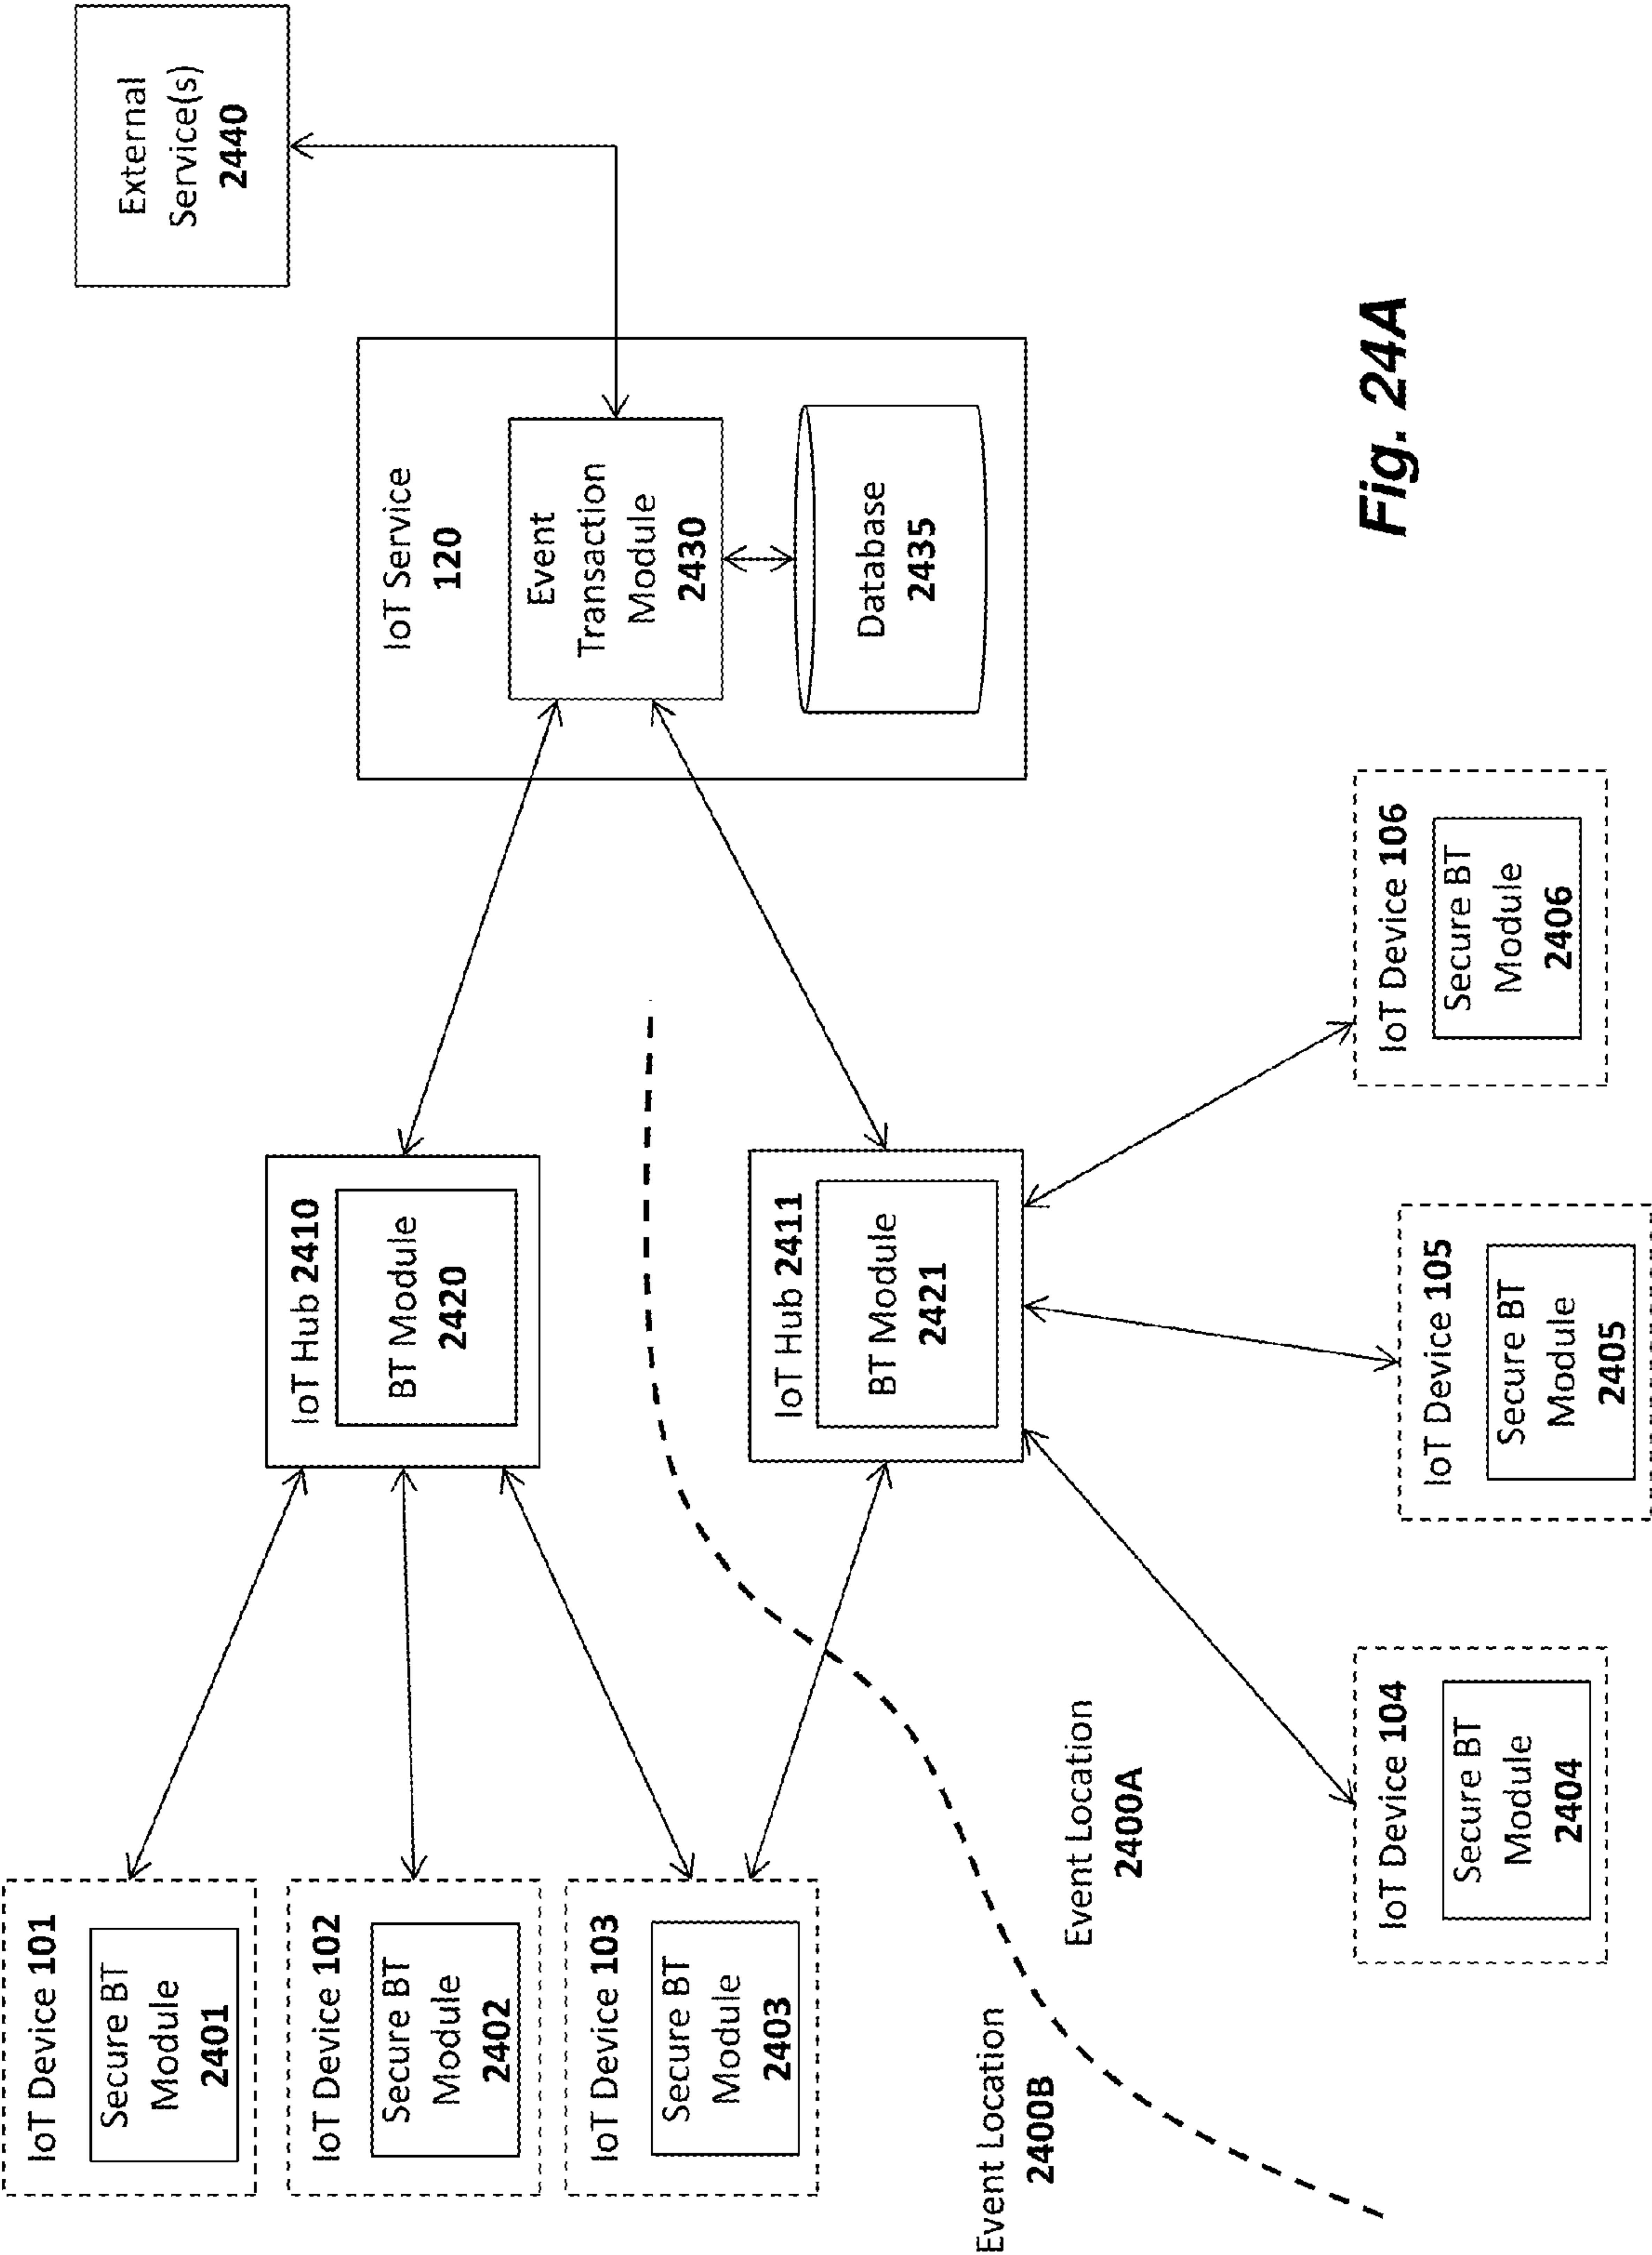 External
Service(s)
2440
IoT Service
120
Event
Transaction
Module
2430
Database
2435
IoT Hub 2410
BT Module
2420
IoT Hub 2411
BT Module
2421
IoT Device 101
Secure BT
Module
2401
IoT Device 102
Secure BT
Module
2402
IoT Device 103
Secure BT
Module
2403
Event Location
2400B
Event Location
2400A
IoT Device 104
Secure BT
Module
2404
IoT Device 105
Secure BT
Module
2405
IoT Device 106
Secure BT
Module
2406
Fig. 24A